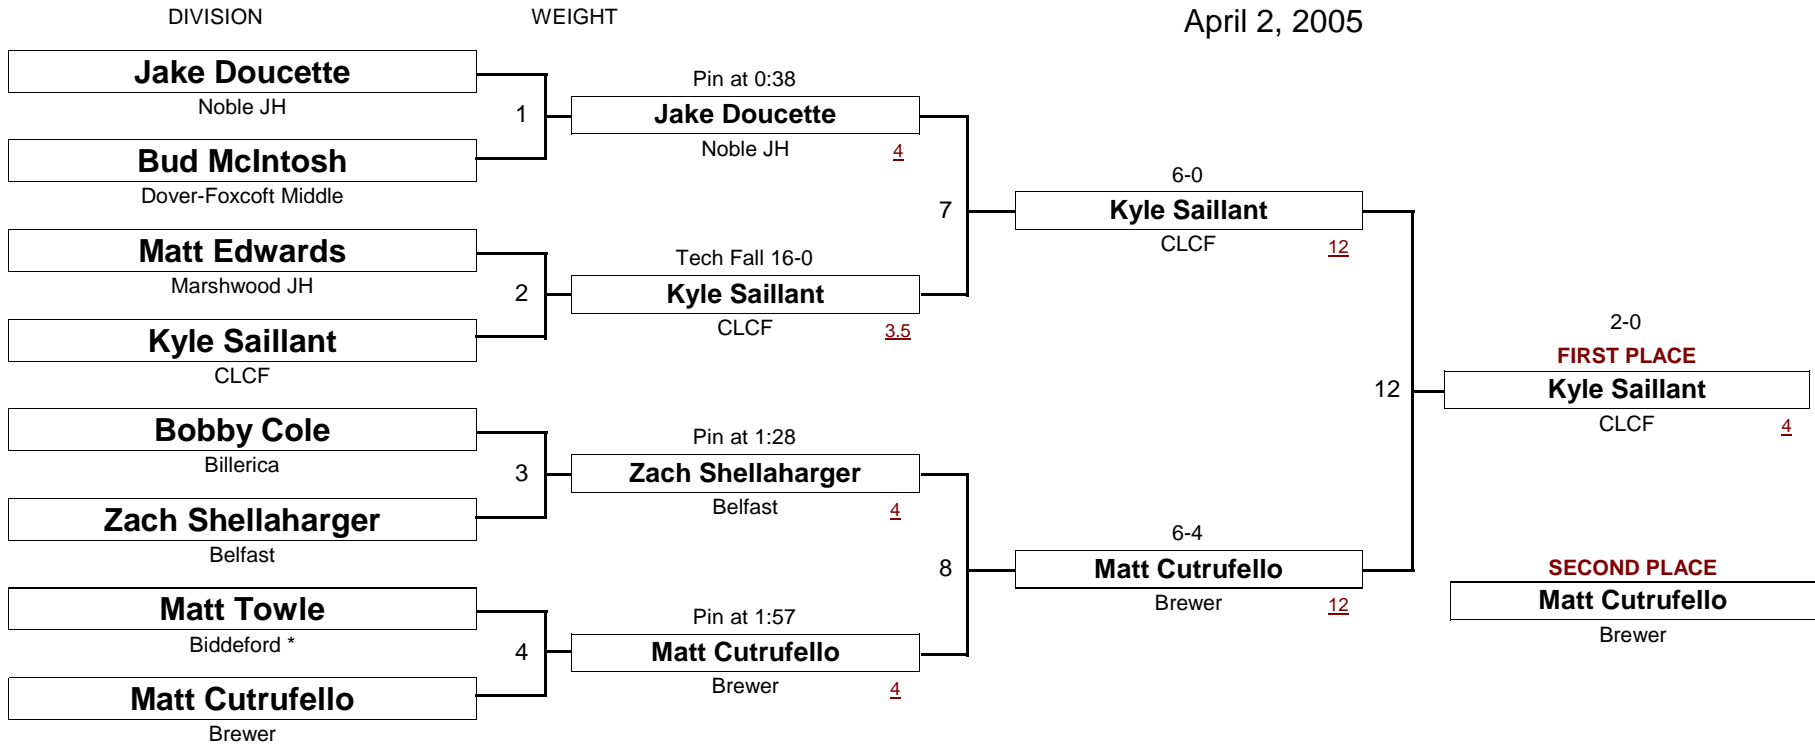 DIVISION
WEIGHT
April 2, 2005
Jake Doucette
Noble JH
1
Bud McIntosh
Dover-Foxcoft Middle
Matt Edwards
Marshwood JH
2
Kyle Saillant
CLCF
Bobby Cole
Billerica
3
Zach Shellaharger
Belfast
Matt Towle
Biddeford *
4
Matt Cutrufello
Brewer
Pin at 0:38
Jake Doucette
Noble JH 4
7
Tech Fall 16-0
Kyle Saillant
CLCF 3.5
Pin at 1:28
Zach Shellaharger
Belfast 4
8
Pin at 1:57
Matt Cutrufello
Brewer 4
6-0
Kyle Saillant
CLCF 12
12
6-4
Matt Cutrufello
Brewer 12
2-0
FIRST PLACE
Kyle Saillant
CLCF 4
SECOND PLACE
Matt Cutrufello
Brewer